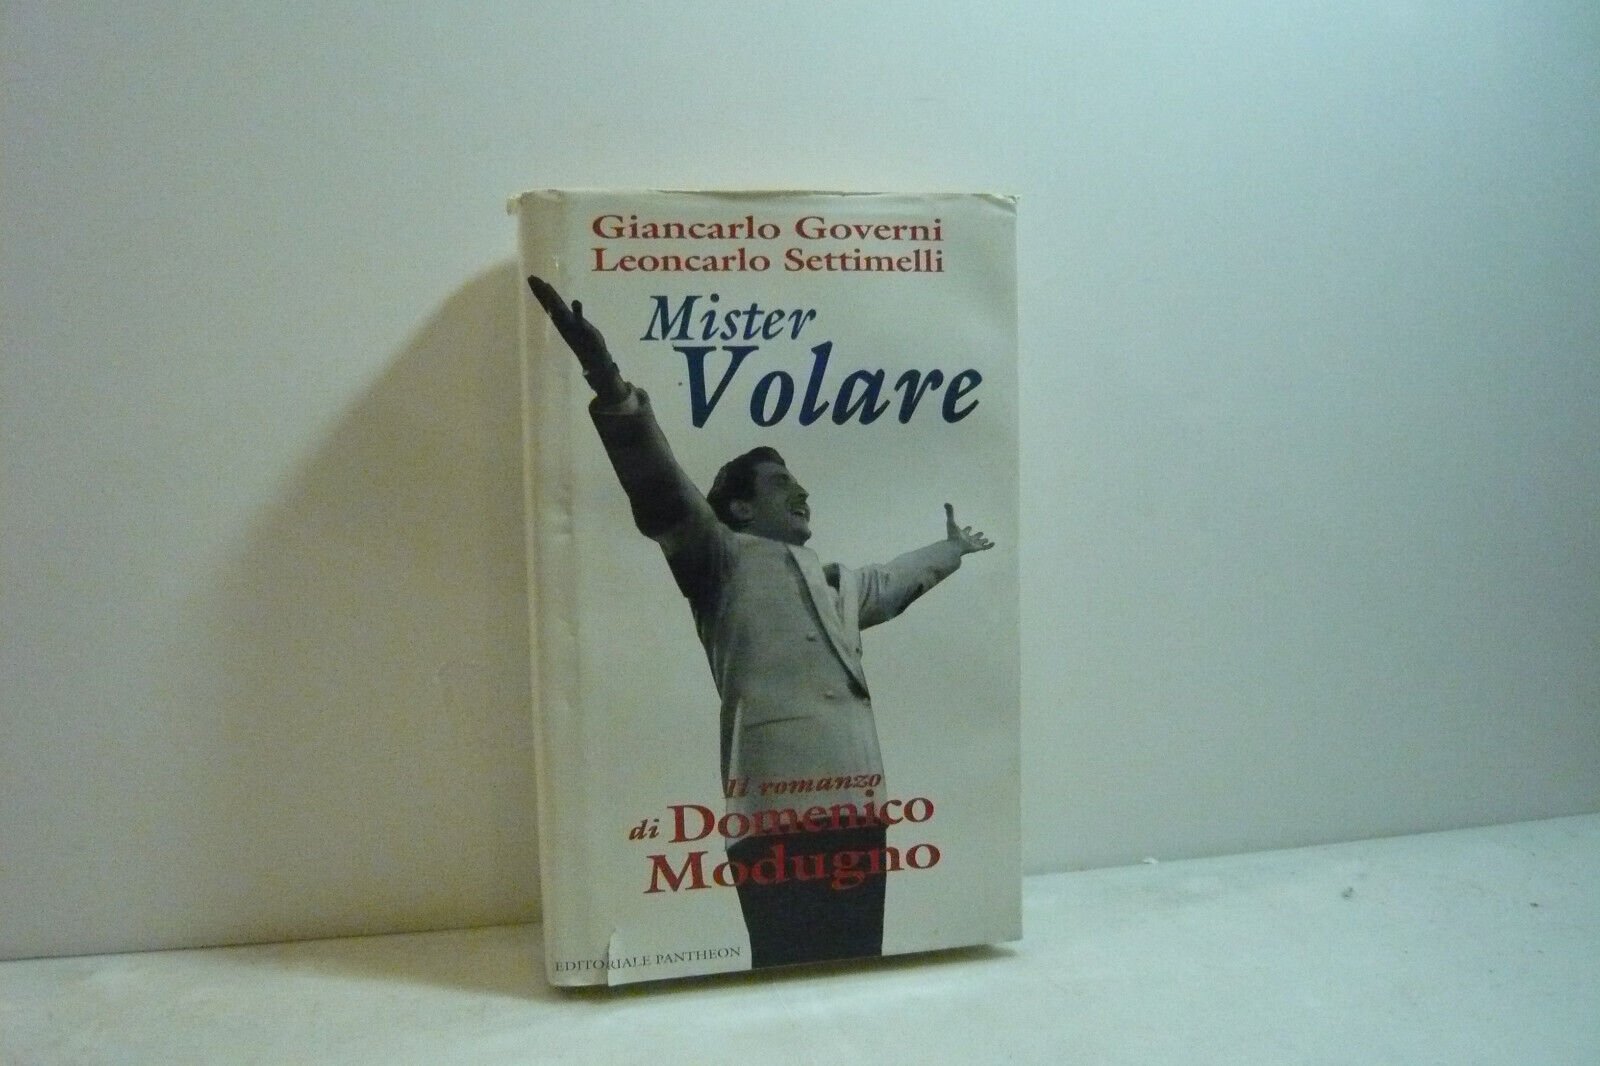 Giancarlo Governi
Leoncarlo Settimelli
Mister
Volare
Il romanzo
di Domenico
Modugno
EDITORIALE PANTHEON